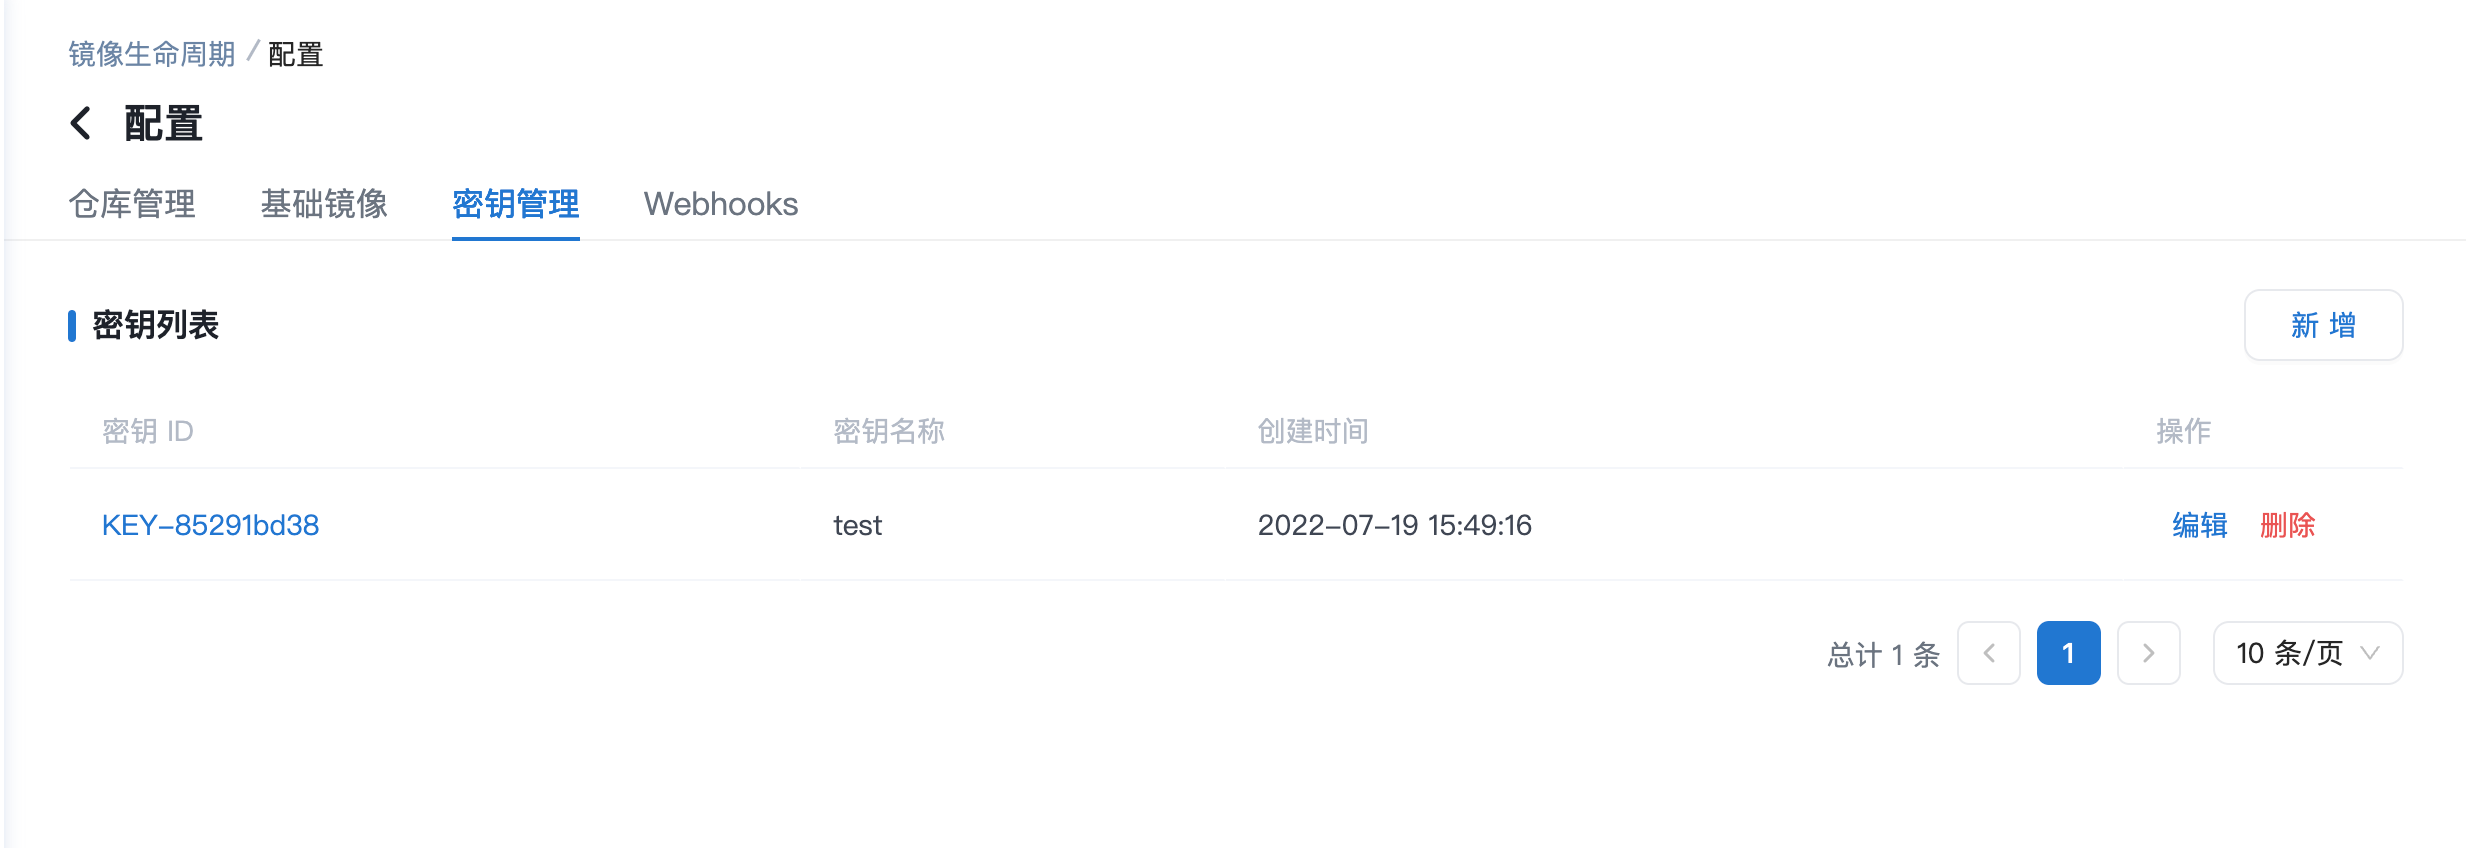 镜像生命周期 / 配置
配置
仓库管理 基础镜像 密钥管理 Webhooks
密钥列表 新 增
密钥 ID 密钥名称 创建时间 操作
KEY-85291bd38 test 2022-07-19 15:49:16 编辑 删除
总计 1 条 1 10 条/页